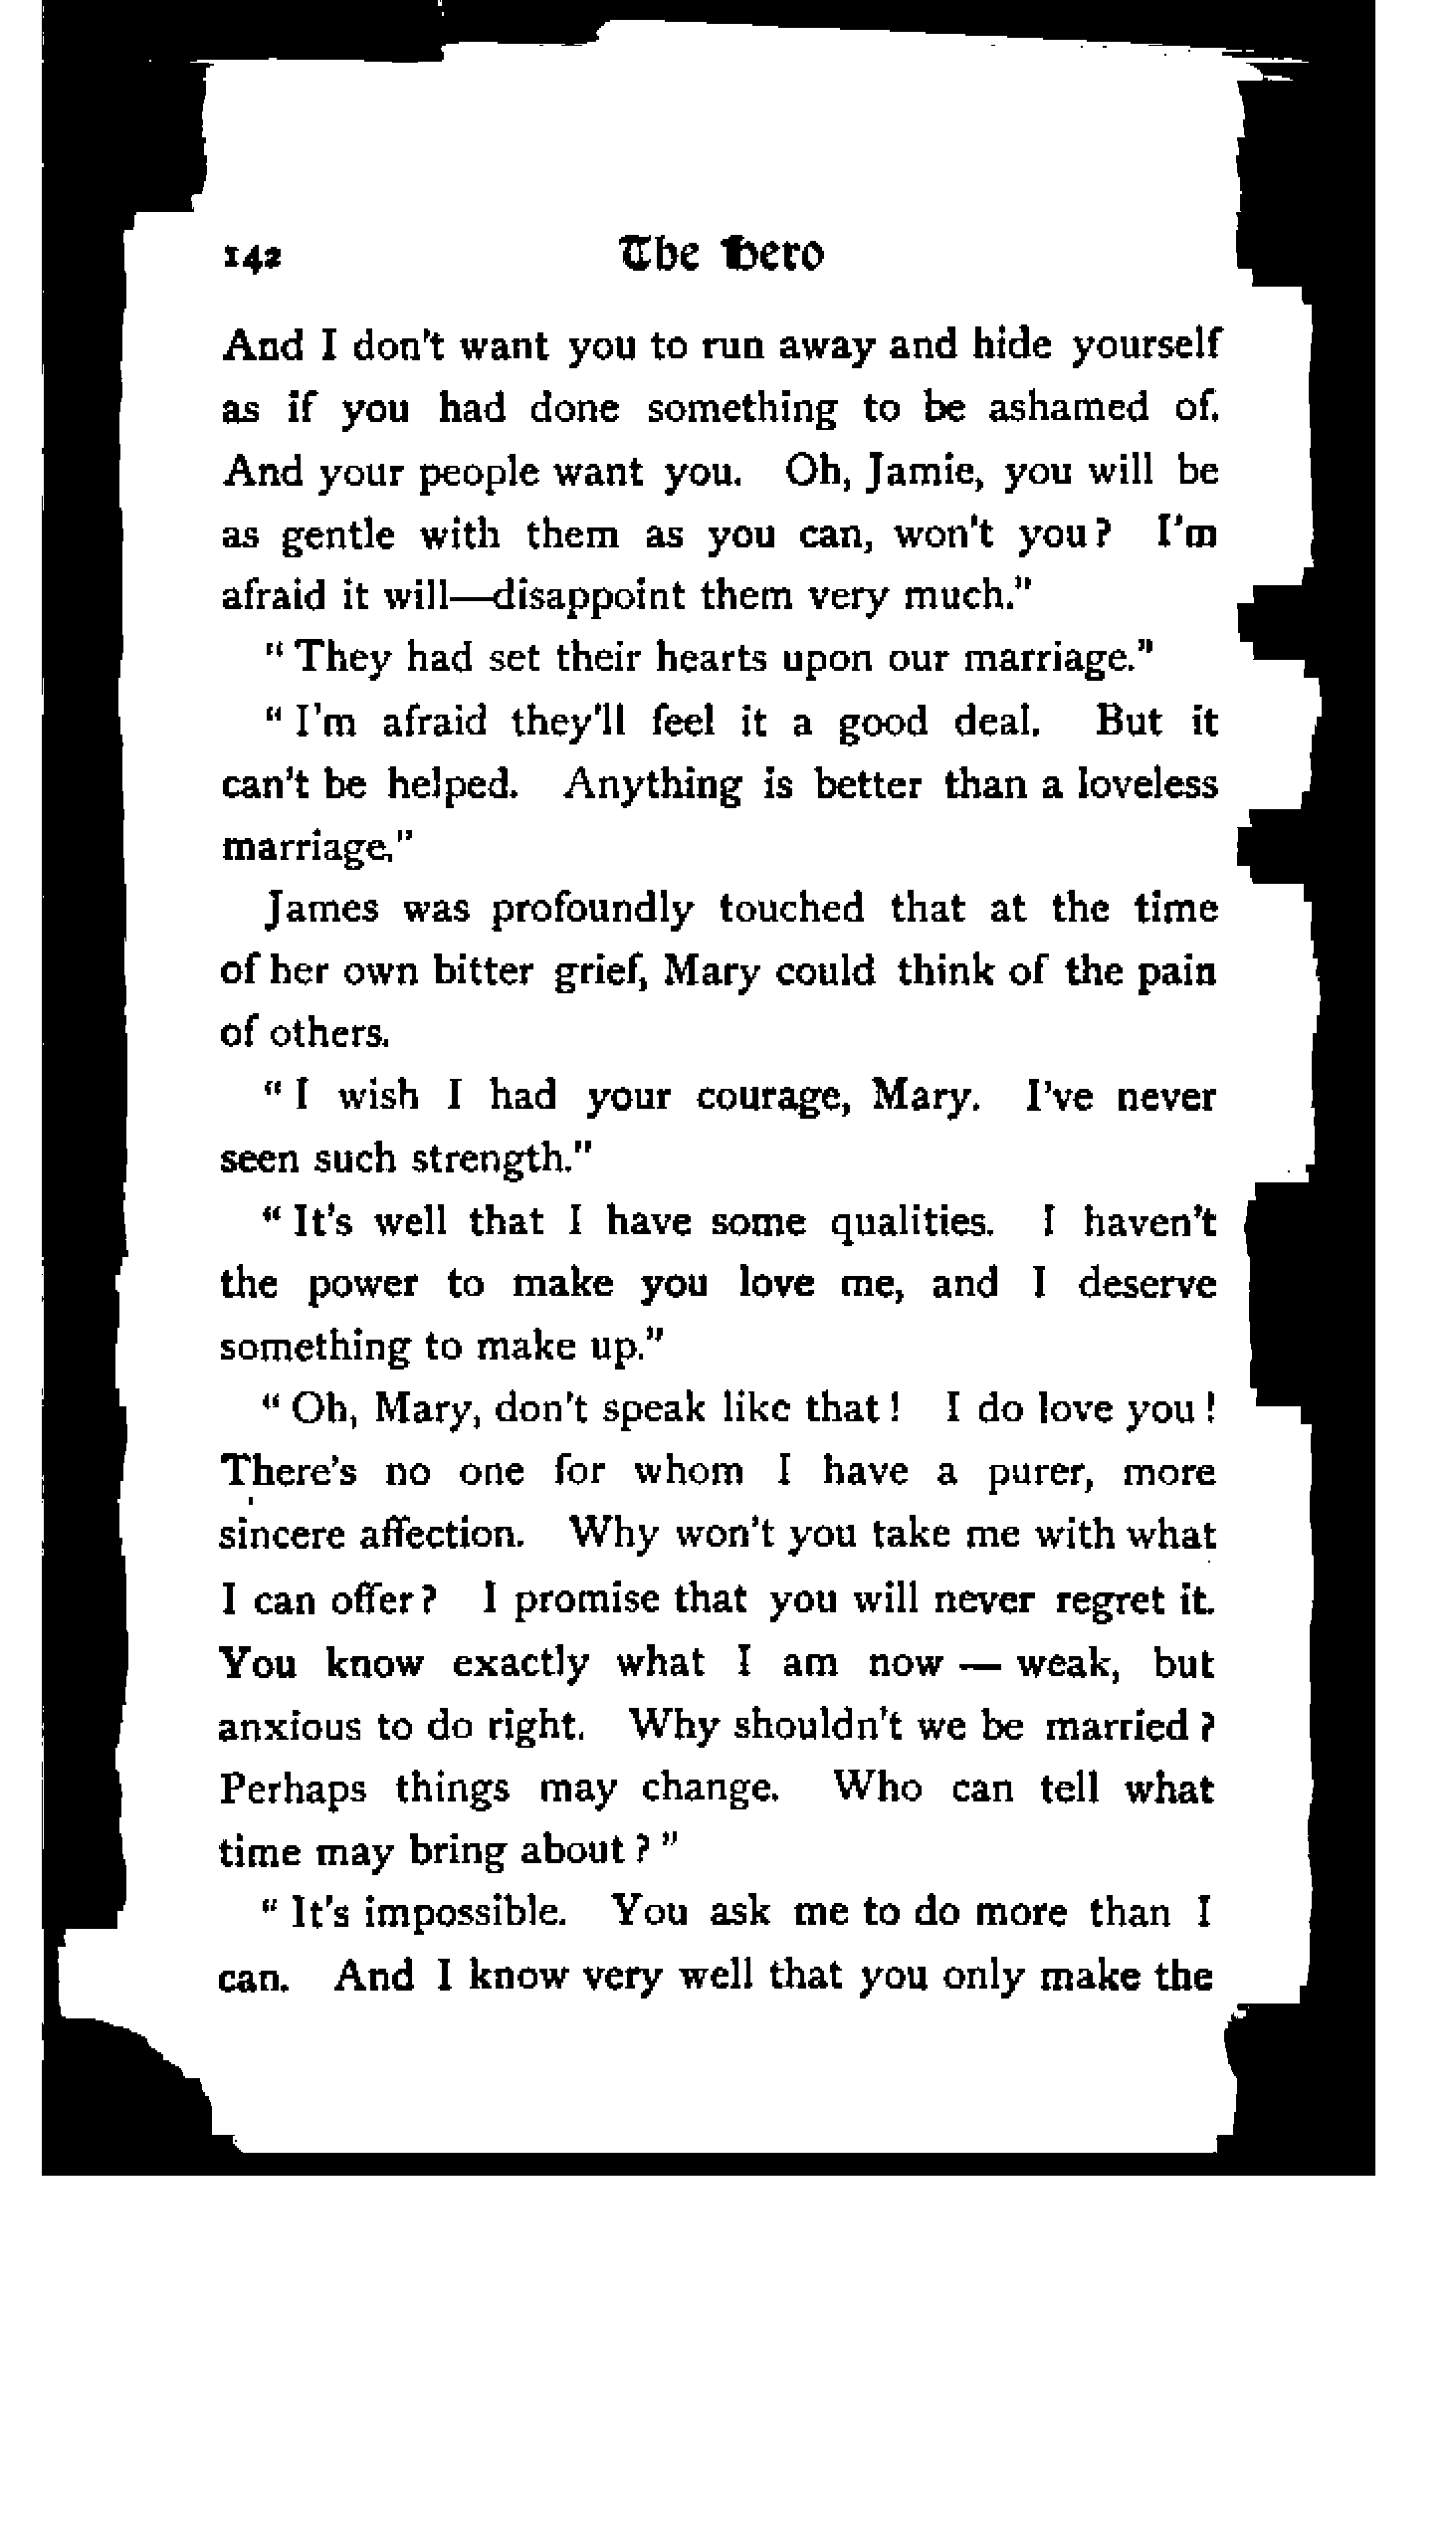 142 The Hero
And I don't want you to run away and hide yourself
as if you had done something to be ashamed of.
And your people want you. Oh, Jamie, you will be
as gentle with them as you can, won't you? I'm
afraid it will—disappoint them very much."
"They had set their hearts upon our marriage."
"I'm afraid they'll feel it a good deal. But it
can't be helped. Anything is better than a loveless
marriage."
James was profoundly touched that at the time
of her own bitter grief, Mary could think of the pain
of others.
"I wish I had your courage, Mary. I've never
seen such strength."
"It's well that I have some qualities. I haven't
the power to make you love me, and I deserve
something to make up."
"Oh, Mary, don't speak like that! I do love you!
There's no one for whom I have a purer, more
sincere affection. Why won't you take me with what
I can offer? I promise that you will never regret it.
You know exactly what I am now — weak, but
anxious to do right. Why shouldn't we be married?
Perhaps things may change. Who can tell what
time may bring about?"
"It's impossible. You ask me to do more than I
can. And I know very well that you only make the